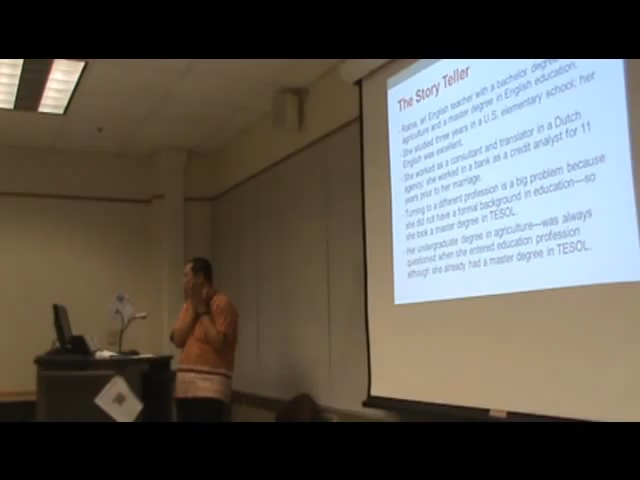 The Story Teller
- Ratna, an English teacher with a bachelor degree
agriculture and a master degree in English education.
- She studied three years in a U.S. elementary school; her
English was excellent.
- She worked as a consultant and translator in a Dutch
agency; she worked in a bank as a credit analyst for 11
years prior to her marriage.
- Turning to a different profession is a big problem because
she did not have a formal background in education—so
she took a master degree in TESOL.
- Her undergraduate degree in agriculture—was always
questioned when she entered education profession
although she already had a master degree in TESOL.